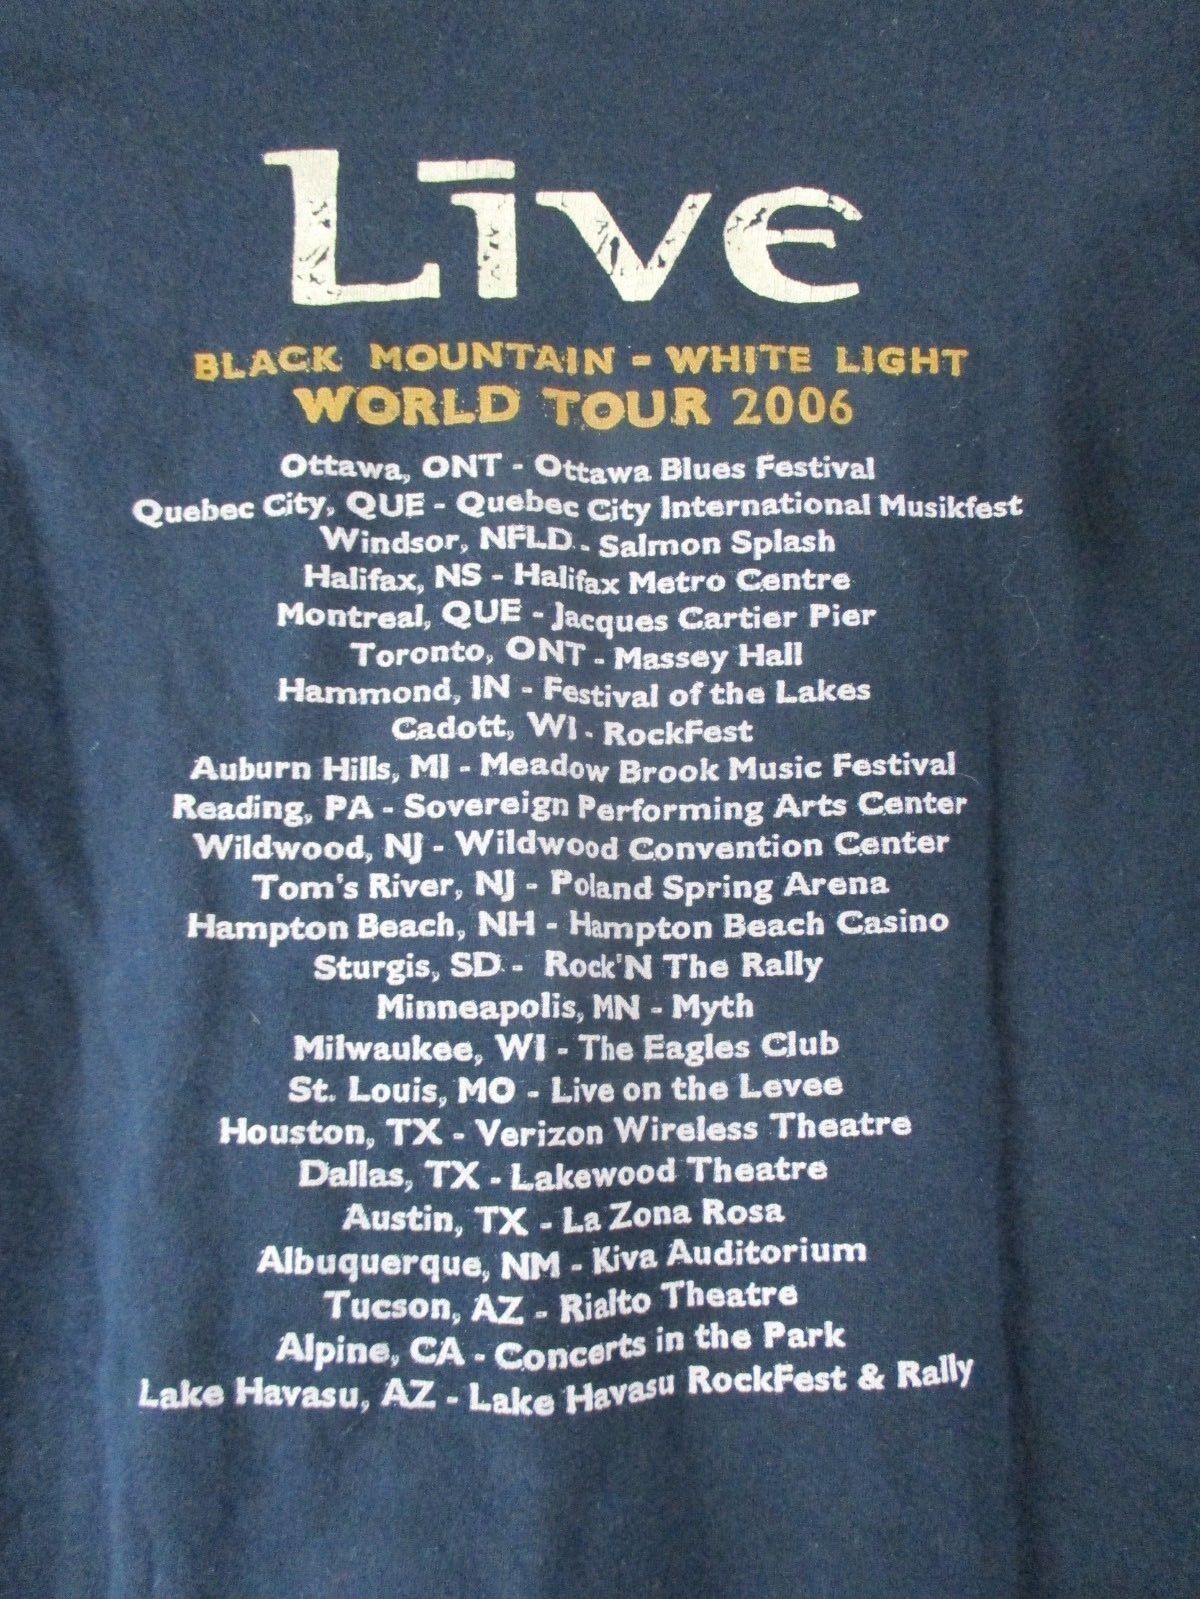 Live
BLACK MOUNTAIN - WHITE LIGHT
WORLD TOUR 2006
Ottawa, ONT - Ottawa Blues Festival
Quebec City, QUE - Quebec City International Musikfest
Windsor, NFLD - Salmon Splash
Halifax, NS - Halifax Metro Centre
Montreal, QUE - Jacques Cartier Pier
Toronto, ONT - Massey Hall
Hammond, IN - Festival of the Lakes
Cadott, WI - RockFest
Auburn Hills, MI - Meadow Brook Music Festival
Reading, PA - Sovereign Performing Arts Center
Wildwood, NJ - Wildwood Convention Center
Tom's River, NJ - Poland Spring Arena
Hampton Beach, NH - Hampton Beach Casino
Sturgis, SD - Rock'N The Rally
Minneapolis, MN - Myth
Milwaukee, WI - The Eagles Club
St. Louis, MO - Live on the Levee
Houston, TX - Verizon Wireless Theatre
Dallas, TX - Lakewood Theatre
Austin, TX - La Zona Rosa
Albuquerque, NM - Kiva Auditorium
Tucson, AZ - Rialto Theatre
Alpine, CA - Concerts in the Park
Lake Havasu, AZ - Lake Havasu RockFest & Rally